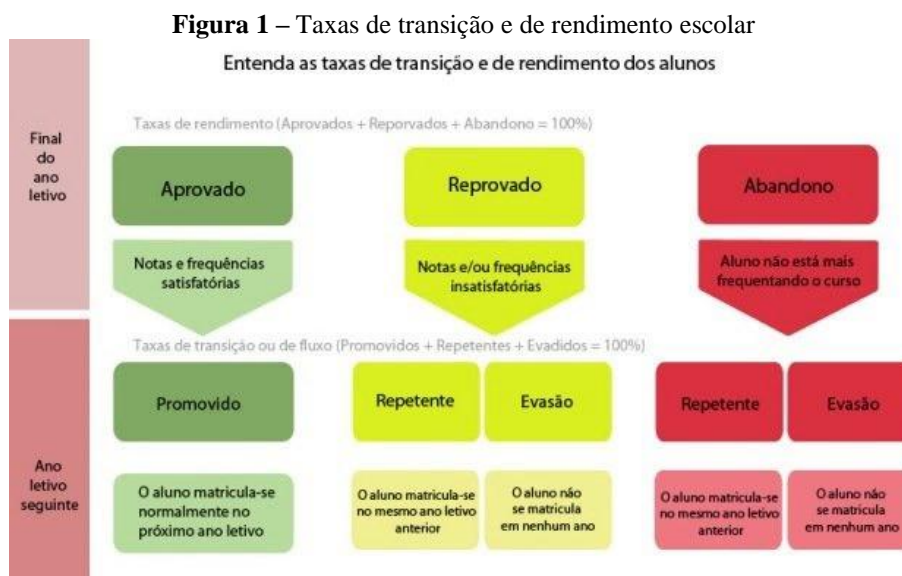 Figura 1 – Taxas de transição e de rendimento escolar
Entenda as taxas de transição e de rendimento dos alunos
Final
do
ano
letivo
Taxas de rendimento (Aprovados + Reporvados + Abandono = 100%)
Aprovado
Reprovado
Abandono
Notas e frequências
satisfatórias
Notas e/ou frequências
insatisfatórias
Aluno não está mais
frequentando o curso
Ano
letivo
seguinte
Taxas de transição ou de fluxo (Promovidos + Repetentes + Evadidos = 100%)
Promovido
Repetente
Evasão
Repetente
Evasão
O aluno matricula-se
normalmente no
próximo ano letivo
O aluno matricula-se
no mesmo ano letivo
anterior
O aluno não
se matricula
em nenhum ano
O aluno matricula-se
no mesmo ano letivo
anterior
O aluno não
se matricula
em nenhum ano